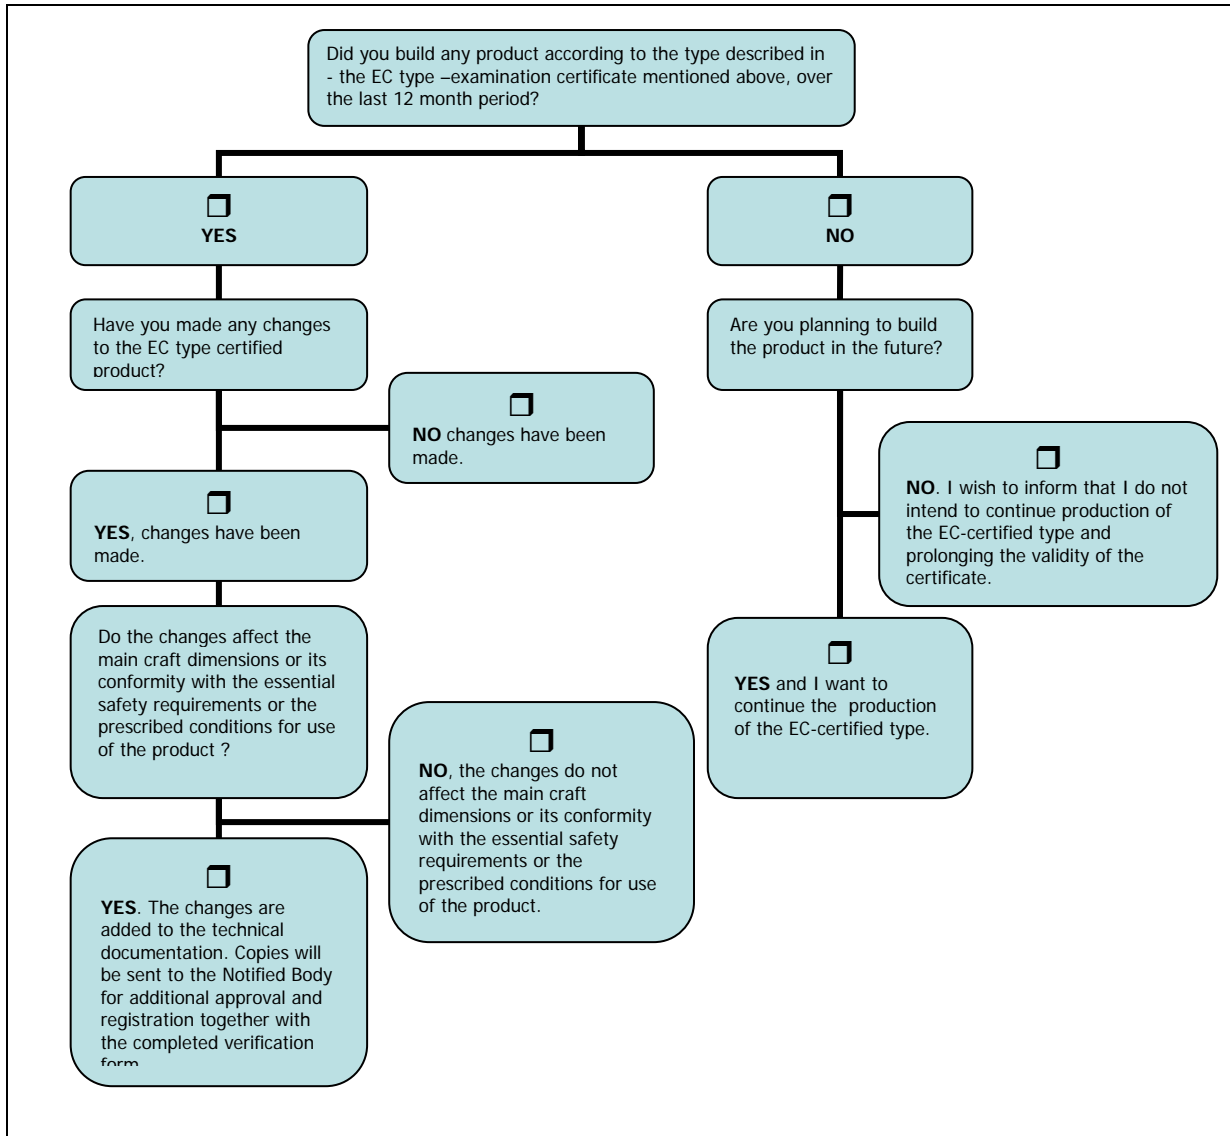 Did you build any product according to the type described in
- the EC type –examination certificate mentioned above, over
the last 12 month period?
YES
NO
Have you made any changes
to the EC type certified
product?
Are you planning to build
the product in the future?
NO changes have been
made.
YES, changes have been
made.
NO. I wish to inform that I do not
intend to continue production of
the EC-certified type and
prolonging the validity of the
certificate.
Do the changes affect the
main craft dimensions or its
conformity with the essential
safety requirements or the
prescribed conditions for use
of the product ?
YES and I want to
continue the production
of the EC-certified type.
NO, the changes do not
affect the main craft
dimensions or its conformity
with the essential safety
requirements or the
prescribed conditions for use
of the product.
YES. The changes are
added to the technical
documentation. Copies will
be sent to the Notified Body
for additional approval and
registration together with
the completed verification
form